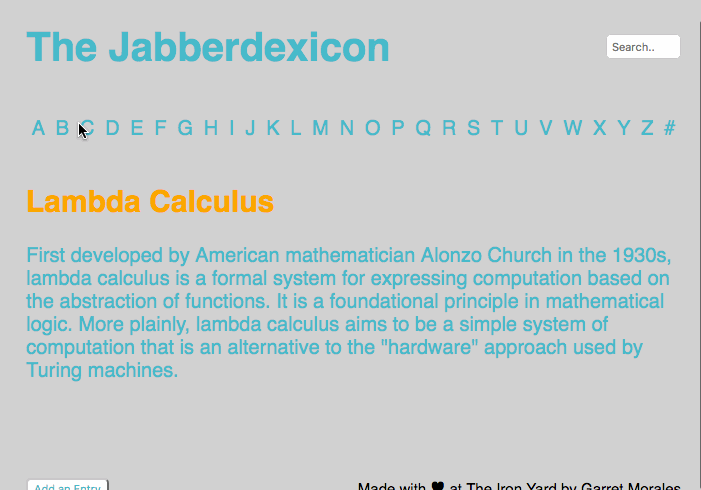 The Jabberdexicon
Search..
A B C D E F G H I J K L M N O P Q R S T U V W X Y Z #
Lambda Calculus
First developed by American mathematician Alonzo Church in the 1930s,
lambda calculus is a formal system for expressing computation based on
the abstraction of functions. It is a foundational principle in mathematical
logic. More plainly, lambda calculus aims to be a simple system of
computation that is an alternative to the "hardware" approach used by
Turing machines.
Add an Entry
Made with ♥ at The Iron Yard by Garret Morales